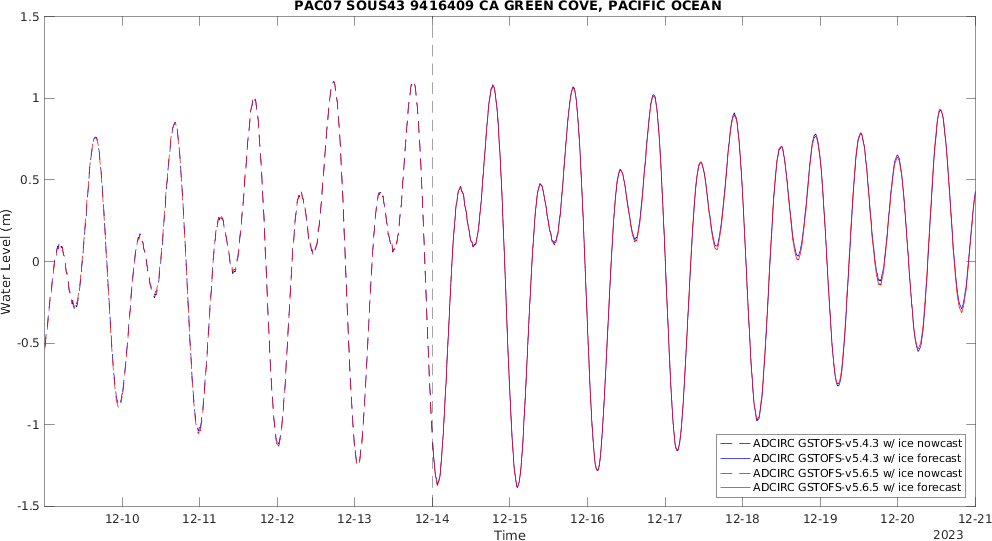 PAC07 SOUS43 9416409 CA GREEN COVE, PACIFIC OCEAN
1.5
1
0.5
0
-0.5
-1
-1.5
Water Level (m)
12-10 12-11 12-12 12-13 12-14 12-15 12-16 12-17 12-18 12-19 12-20 12-21
Time
2023
ADCIRC GSTOFS-v5.4.3 w/ ice nowcast
ADCIRC GSTOFS-v5.4.3 w/ ice forecast
ADCIRC GSTOFS-v5.6.5 w/ ice nowcast
ADCIRC GSTOFS-v5.6.5 w/ ice forecast